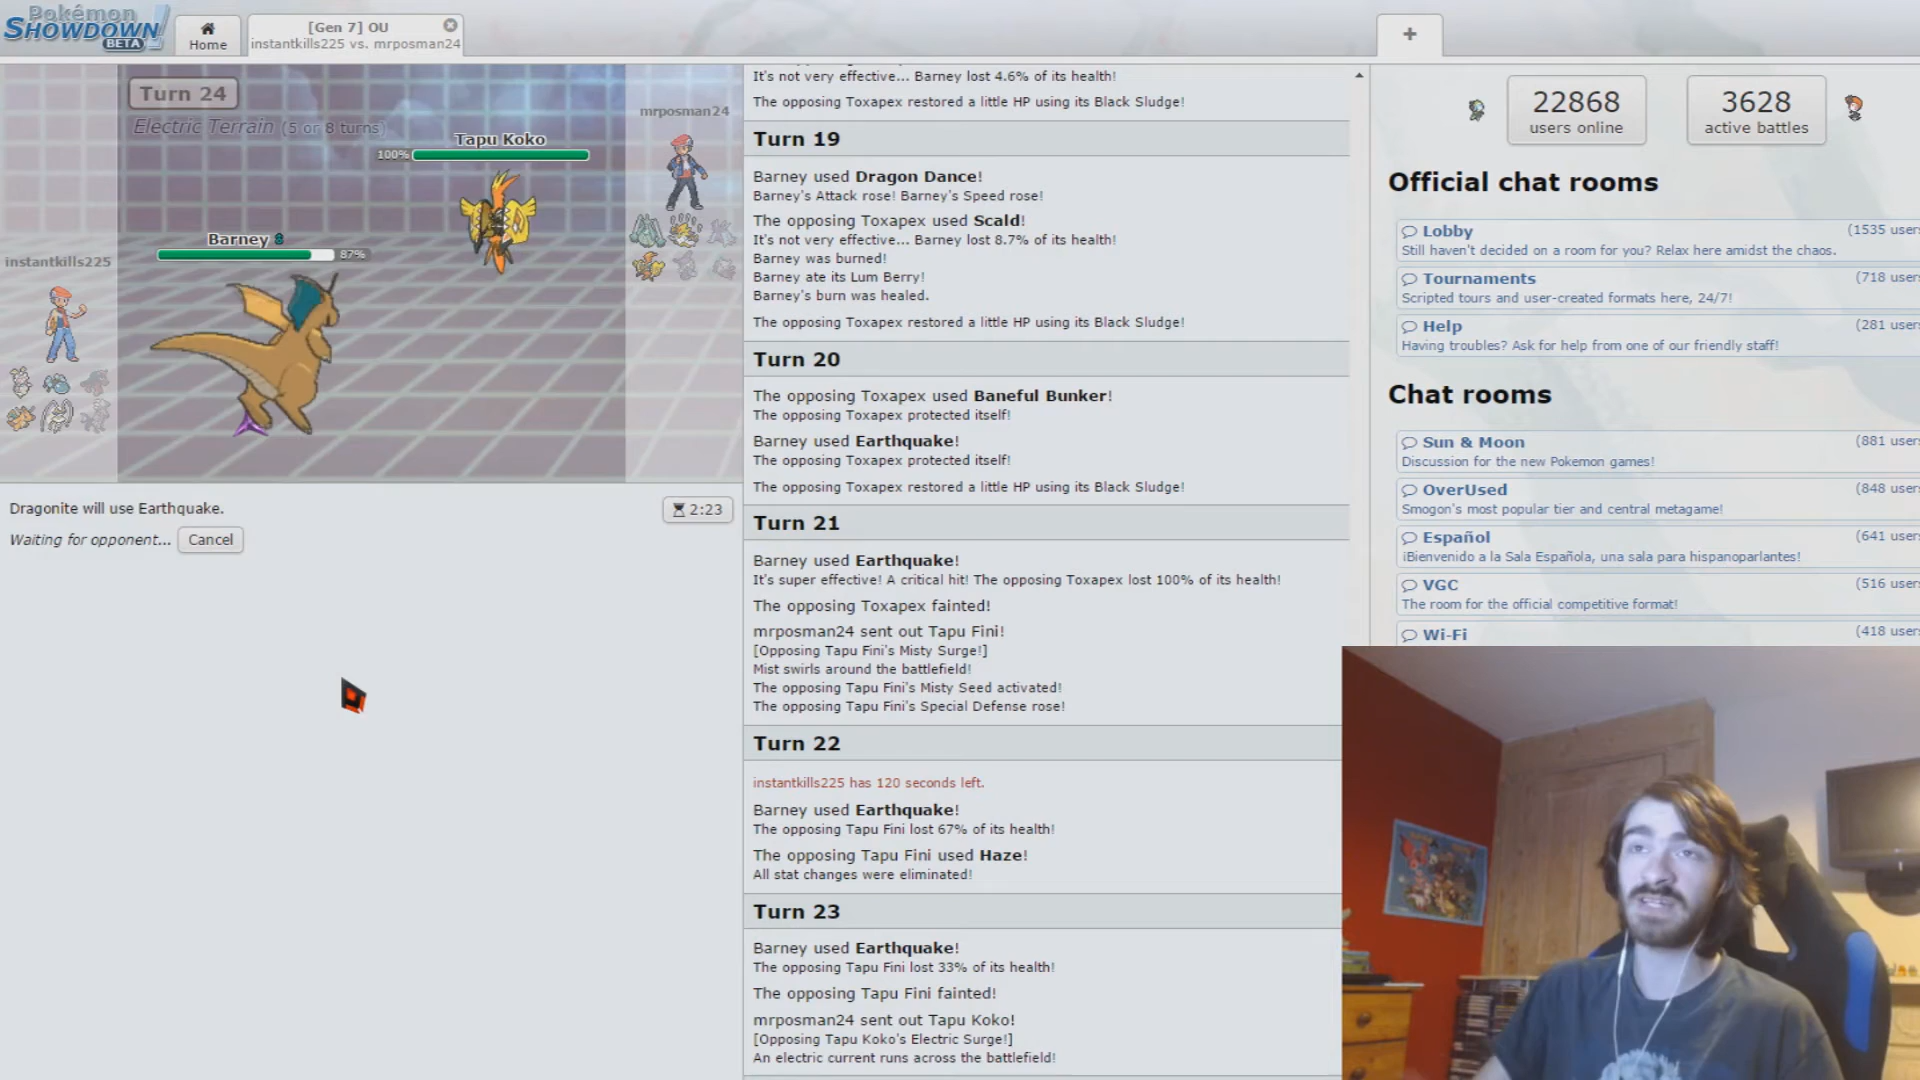 Pokémon
SHOWDOWN!
BETA
Home
[Gen 7] OU
instantkills225 vs. mrposman24
+
Turn 24
Electric Terrain (5 or 8 turns)
Tapu Koko
100%
Barney
87%
instantkills225
mrposman24
Dragonite will use Earthquake.
2:23
Waiting for opponent...
Cancel
It's not very effective... Barney lost 4.6% of its health!
The opposing Toxapex restored a little HP using its Black Sludge!
Turn 19
Barney used Dragon Dance!
Barney's Attack rose! Barney's Speed rose!
The opposing Toxapex used Scald!
It's not very effective... Barney lost 8.7% of its health!
Barney was burned!
Barney ate its Lum Berry!
Barney's burn was healed.
The opposing Toxapex restored a little HP using its Black Sludge!
Turn 20
The opposing Toxapex used Baneful Bunker!
The opposing Toxapex protected itself!
Barney used Earthquake!
The opposing Toxapex protected itself!
The opposing Toxapex restored a little HP using its Black Sludge!
Turn 21
Barney used Earthquake!
It's super effective! A critical hit! The opposing Toxapex lost 100% of its health!
The opposing Toxapex fainted!
mrposman24 sent out Tapu Fini!
[Opposing Tapu Fini's Misty Surge!]
Mist swirls around the battlefield!
The opposing Tapu Fini's Misty Seed activated!
The opposing Tapu Fini's Special Defense rose!
Turn 22
instantkills225 has 120 seconds left.
Barney used Earthquake!
The opposing Tapu Fini lost 67% of its health!
The opposing Tapu Fini used Haze!
All stat changes were eliminated!
Turn 23
Barney used Earthquake!
The opposing Tapu Fini lost 33% of its health!
The opposing Tapu Fini fainted!
mrposman24 sent out Tapu Koko!
[Opposing Tapu Koko's Electric Surge!]
An electric current runs across the battlefield!
22868
users online
3628
active battles
Official chat rooms
Lobby
(1535 users
Still haven't decided on a room for you? Relax here amidst the chaos.
Tournaments
(718 users
Scripted tours and user-created formats here, 24/7!
Help
(281 users
Having troubles? Ask for help from one of our friendly staff!
Chat rooms
Sun & Moon
(881 users
Discussion for the new Pokemon games!
OverUsed
(848 users
Smogon's most popular tier and central metagame!
Español
(641 users
¡Bienvenido a la Sala Española, una sala para hispanoparlantes!
VGC
(516 users
The room for the official competitive format!
Wi-Fi
(418 users